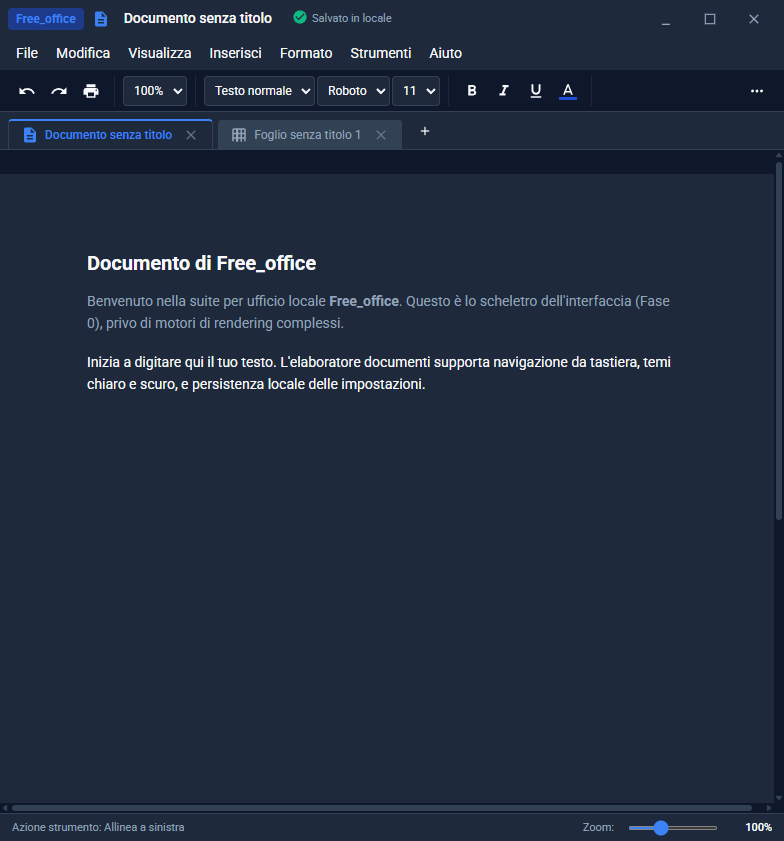 Free_office Documento senza titolo Salvato in locale
File Modifica Visualizza Inserisci Formato Strumenti Aiuto
100% Testo normale Roboto 11 B I U A
Documento senza titolo Foglio senza titolo 1
Documento di Free_office
Benvenuto nella suite per ufficio locale Free_office. Questo è lo scheletro dell'interfaccia (Fase
0), privo di motori di rendering complessi.
Inizia a digitare qui il tuo testo. L'elaboratore documenti supporta navigazione da tastiera, temi
chiaro e scuro, e persistenza locale delle impostazioni.
Azione strumento: Allinea a sinistra Zoom: 100%